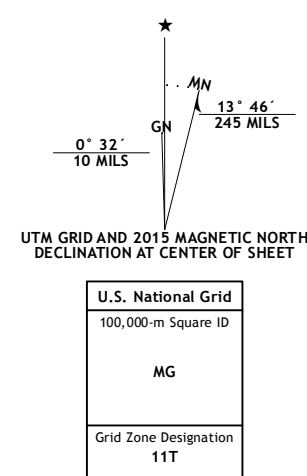 MN
GN
13° 46´
245 MILS
0° 32´
10 MILS
UTM GRID AND 2015 MAGNETIC NORTH
DECLINATION AT CENTER OF SHEET
U.S. National Grid
100,000-m Square ID
MG
Grid Zone Designation
11T